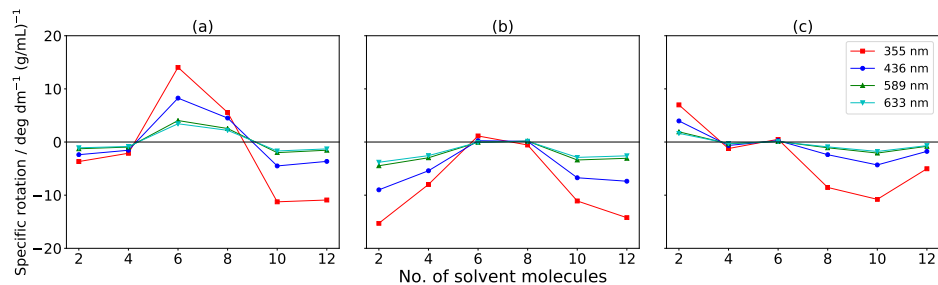 (a) (b) (c)
Specific rotation / deg dm⁻¹ (g/mL)⁻¹
20
10
0
−10
−20
355 nm
436 nm
589 nm
633 nm
2 4 6 8 10 12 2 4 6 8 10 12 2 4 6 8 10 12
No. of solvent molecules